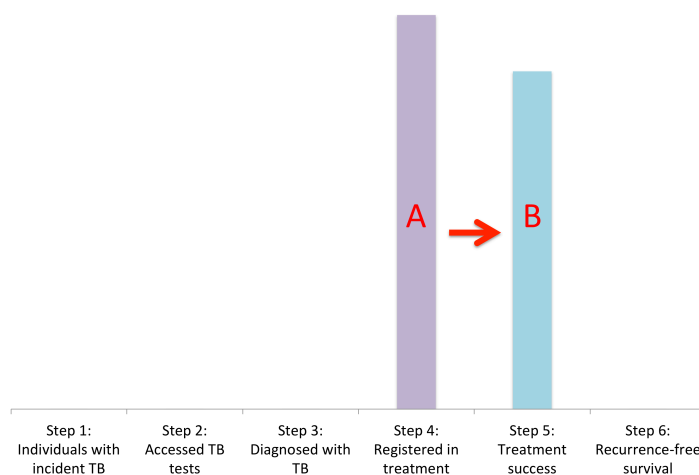 A
B
Step 1:
Individuals with
incident TB
Step 2:
Accessed TB
tests
Step 3:
Diagnosed with
TB
Step 4:
Registered in
treatment
Step 5:
Treatment
success
Step 6:
Recurrence-free
survival